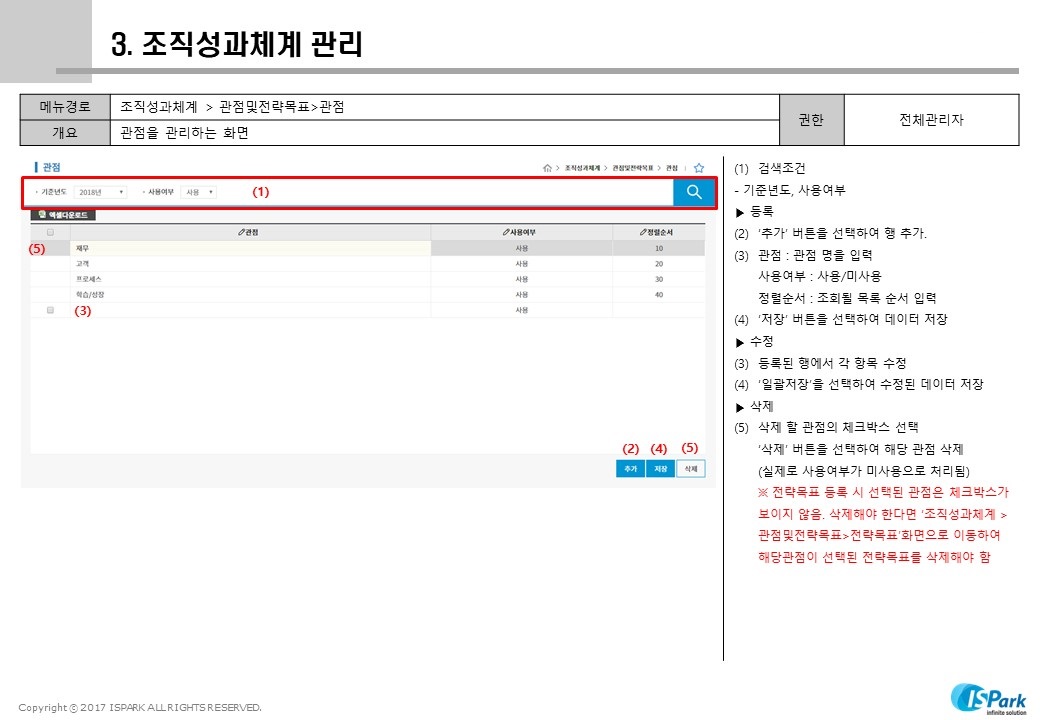 3. 조직성과체계 관리
메뉴경로
조직성과체계 > 관점및전략목표>관점
개요
관점을 관리하는 화면
권한
전체관리자
관점
조직성과체계 > 관점및전략목표 > 관점
기준년도 2018년 사용여부 사용 (1)
엑셀다운로드
관점 사용여부 정렬순서
(5) 재무 사용 10
고객 사용 20
프로세스 사용 30
학습/성장 사용 40
(3) 사용
(2) (4) (5)
추가 저장 삭제
(1) 검색조건
- 기준년도, 사용여부
▶ 등록
(2) ‘추가’ 버튼을 선택하여 행 추가.
(3) 관점 : 관점 명을 입력
사용여부 : 사용/미사용
정렬순서 : 조회될 목록 순서 입력
(4) ‘저장’ 버튼을 선택하여 데이터 저장
▶ 수정
(3) 등록된 행에서 각 항목 수정
(4) ‘일괄저장’을 선택하여 수정된 데이터 저장
▶ 삭제
(5) 삭제 할 관점의 체크박스 선택
‘삭제’ 버튼을 선택하여 해당 관점 삭제
(실제로 사용여부가 미사용으로 처리됨)
※ 전략목표 등록 시 선택된 관점은 체크박스가
보이지 않음. 삭제해야 한다면 ‘조직성과체계 >
관점및전략목표>전략목표’화면으로 이동하여
해당관점이 선택된 전략목표를 삭제해야 함
Copyright ⓒ 2017 ISPARK ALL RIGHTS RESERVED.
ISPark
infinite solution